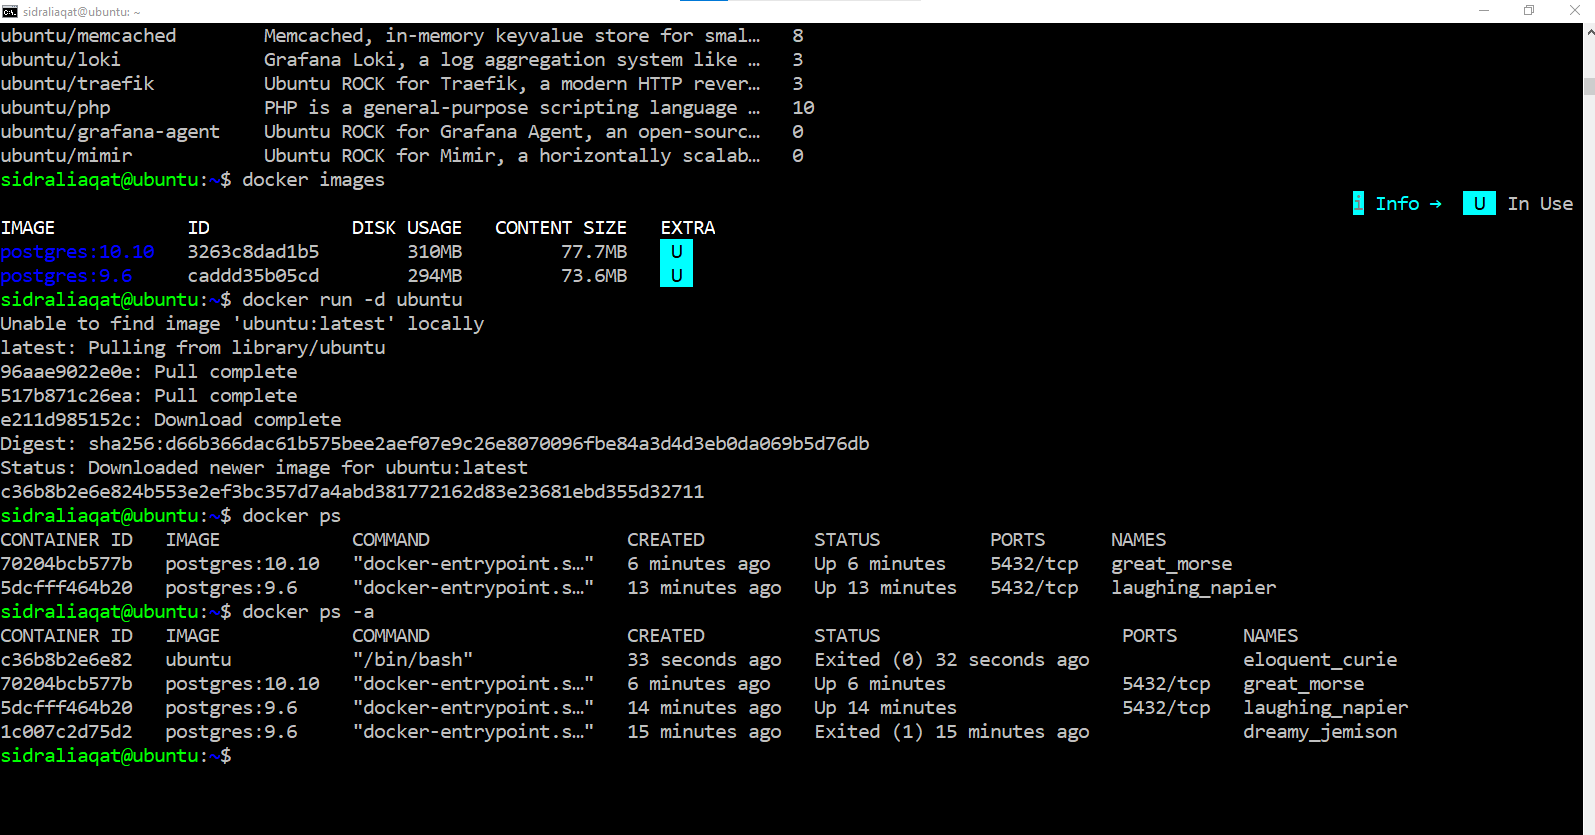 sidraliaqat@ubuntu: ~
ubuntu/memcached        Memcached, in-memory keyvalue store for smal…   8
ubuntu/loki             Grafana Loki, a log aggregation system like …   3
ubuntu/traefik          Ubuntu ROCK for Traefik, a modern HTTP rever…   3
ubuntu/php              PHP is a general-purpose scripting language …   10
ubuntu/grafana-agent    Ubuntu ROCK for Grafana Agent, an open-sourc…   0
ubuntu/mimir            Ubuntu ROCK for Mimir, a horizontally scalab…   0
sidraliaqat@ubuntu:~$ docker images
i Info →   U  In Use
IMAGE            ID             DISK USAGE   CONTENT SIZE   EXTRA
postgres:10.10   3263c8dad1b5        310MB         77.7MB    U
postgres:9.6     caddd35b05cd        294MB         73.6MB    U
sidraliaqat@ubuntu:~$ docker run -d ubuntu
Unable to find image 'ubuntu:latest' locally
latest: Pulling from library/ubuntu
96aae9022e0e: Pull complete
517b871c26ea: Pull complete
e211d985152c: Download complete
Digest: sha256:d66b366dac61b575bee2aef07e9c26e8070096fbe84a3d4d3eb0da069b5d76db
Status: Downloaded newer image for ubuntu:latest
c36b8b2e6e824b553e2ef3bc357d7a4abd381772162d83e23681ebd355d32711
sidraliaqat@ubuntu:~$ docker ps
CONTAINER ID   IMAGE            COMMAND                  CREATED          STATUS          PORTS      NAMES
70204bcb577b   postgres:10.10   "docker-entrypoint.s…"   6 minutes ago    Up 6 minutes    5432/tcp   great_morse
5dcfff464b20   postgres:9.6     "docker-entrypoint.s…"   13 minutes ago   Up 13 minutes   5432/tcp   laughing_napier
sidraliaqat@ubuntu:~$ docker ps -a
CONTAINER ID   IMAGE            COMMAND                  CREATED          STATUS                      PORTS      NAMES
c36b8b2e6e82   ubuntu           "/bin/bash"              33 seconds ago   Exited (0) 32 seconds ago              eloquent_curie
70204bcb577b   postgres:10.10   "docker-entrypoint.s…"   6 minutes ago    Up 6 minutes                5432/tcp   great_morse
5dcfff464b20   postgres:9.6     "docker-entrypoint.s…"   14 minutes ago   Up 14 minutes               5432/tcp   laughing_napier
1c007c2d75d2   postgres:9.6     "docker-entrypoint.s…"   15 minutes ago   Exited (1) 15 minutes ago              dreamy_jemison
sidraliaqat@ubuntu:~$